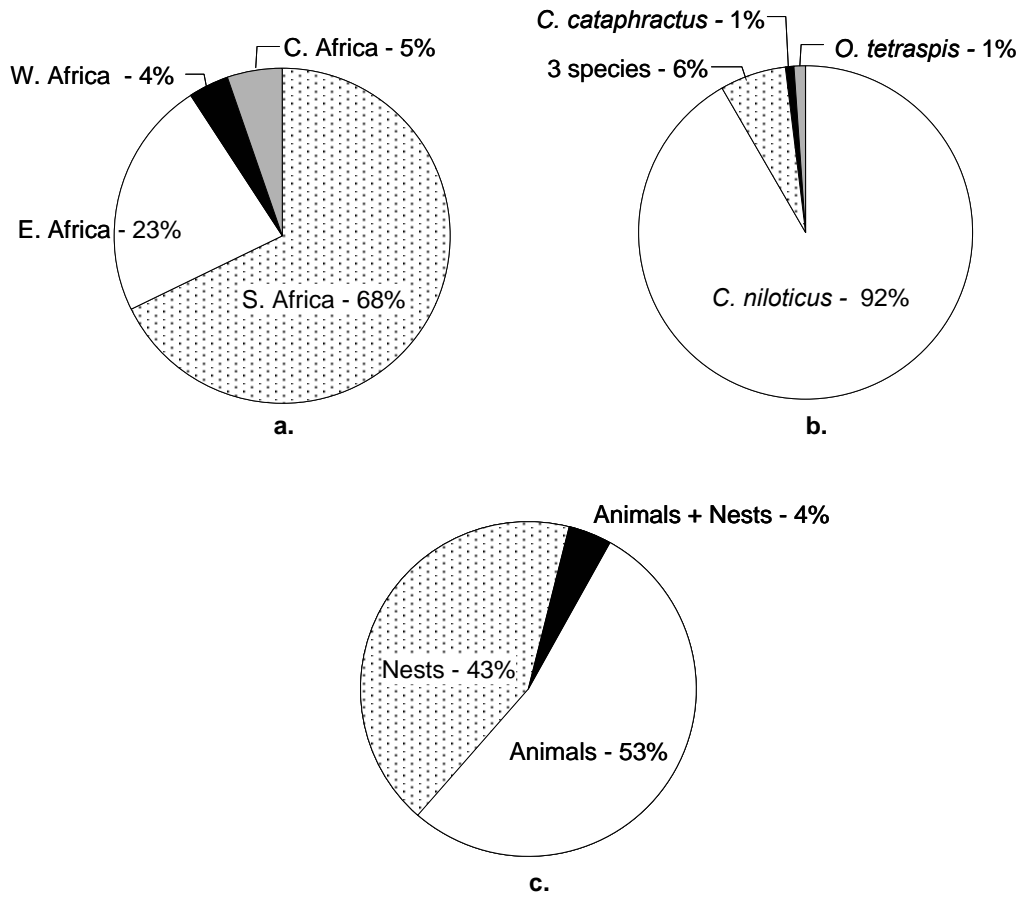 C. Africa - 5%
W. Africa - 4%
E. Africa - 23%
S. Africa - 68%
a.
C. cataphractus - 1%
O. tetraspis - 1%
3 species - 6%
C. niloticus - 92%
b.
Animals + Nests - 4%
Nests - 43%
Animals - 53%
c.